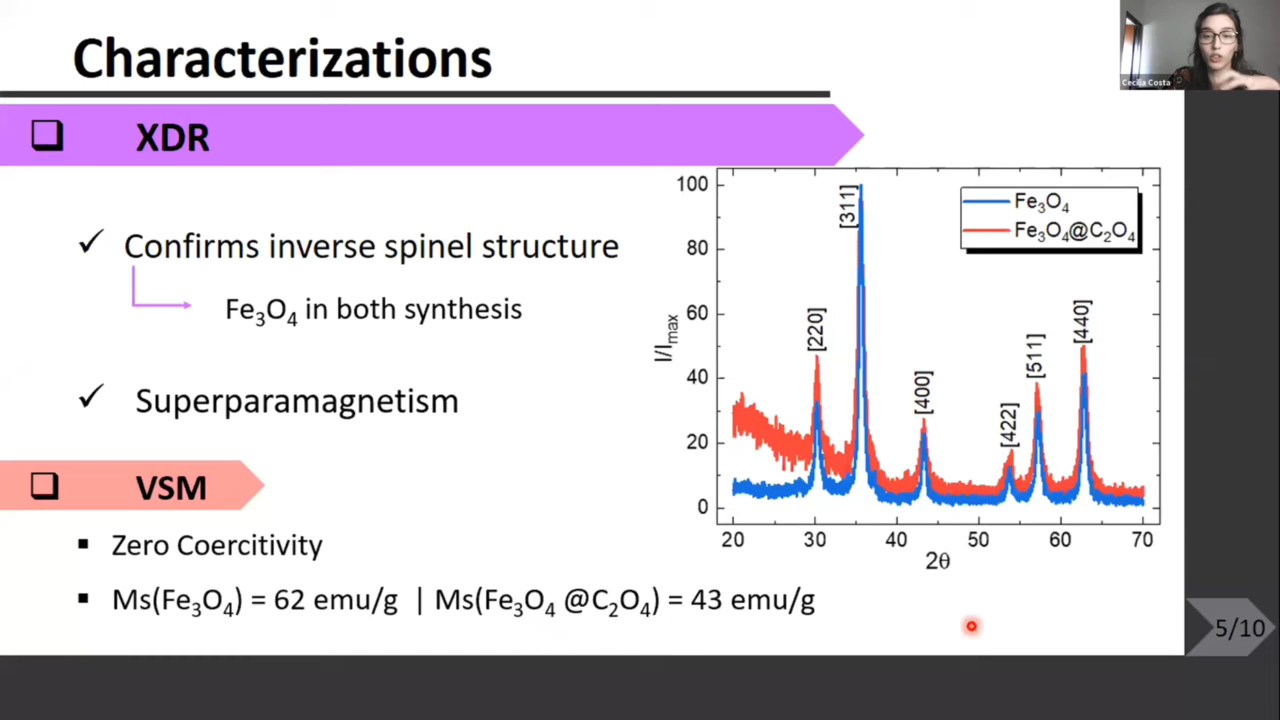 Characterizations
Cecilia Costa
XDR
Confirms inverse spinel structure
Fe₃O₄ in both synthesis
Superparamagnetism
VSM
Zero Coercitivity
Ms(Fe₃O₄) = 62 emu/g | Ms(Fe₃O₄ @C₂O₄) = 43 emu/g
I/Imax
100
80
60
40
20
0
20 30 40 50 60 70
2θ
[220]
[311]
[400]
[422]
[511]
[440]
Fe₃O₄
Fe₃O₄@C₂O₄
5/10